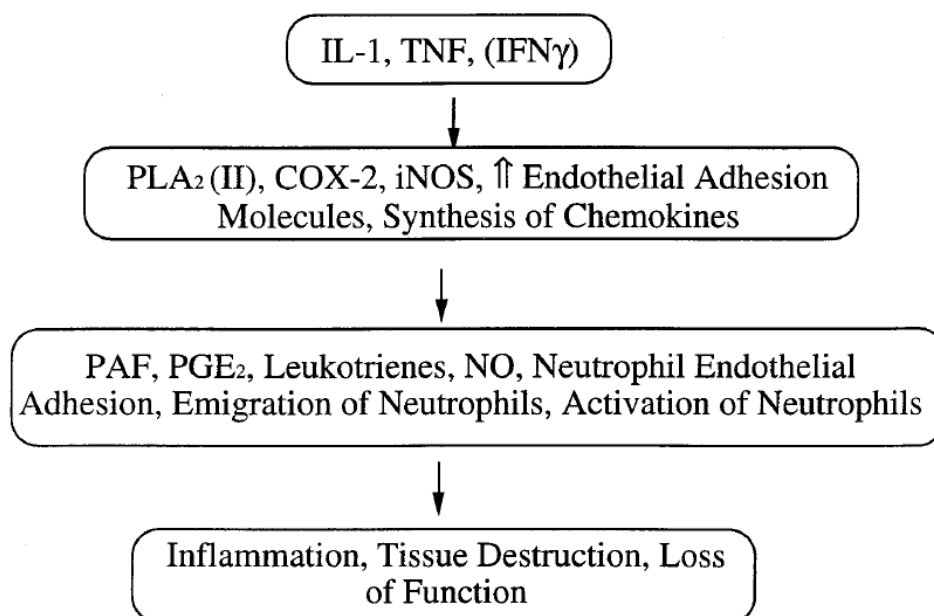 IL-1, TNF, (IFNγ)
PLA₂ (II), COX-2, iNOS, ⇑ Endothelial Adhesion
Molecules, Synthesis of Chemokines
PAF, PGE₂, Leukotrienes, NO, Neutrophil Endothelial
Adhesion, Emigration of Neutrophils, Activation of Neutrophils
Inflammation, Tissue Destruction, Loss
of Function